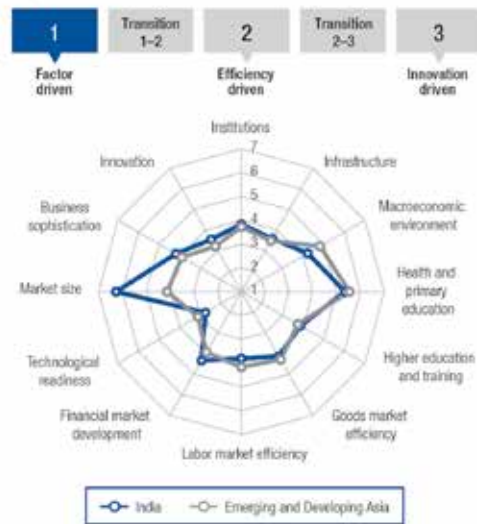 1
Transition
1–2
2
Transition
2–3
3
Factor
driven
Efficiency
driven
Innovation
driven
Institutions
7
6
5
4
3
2
1
Innovation
Infrastructure
Business
sophistication
Macroeconomic
environment
Market size
Health and
primary
education
Technological
readiness
Higher education
and training
Financial market
development
Goods market
efficiency
Labor market efficiency
India
Emerging and Developing Asia